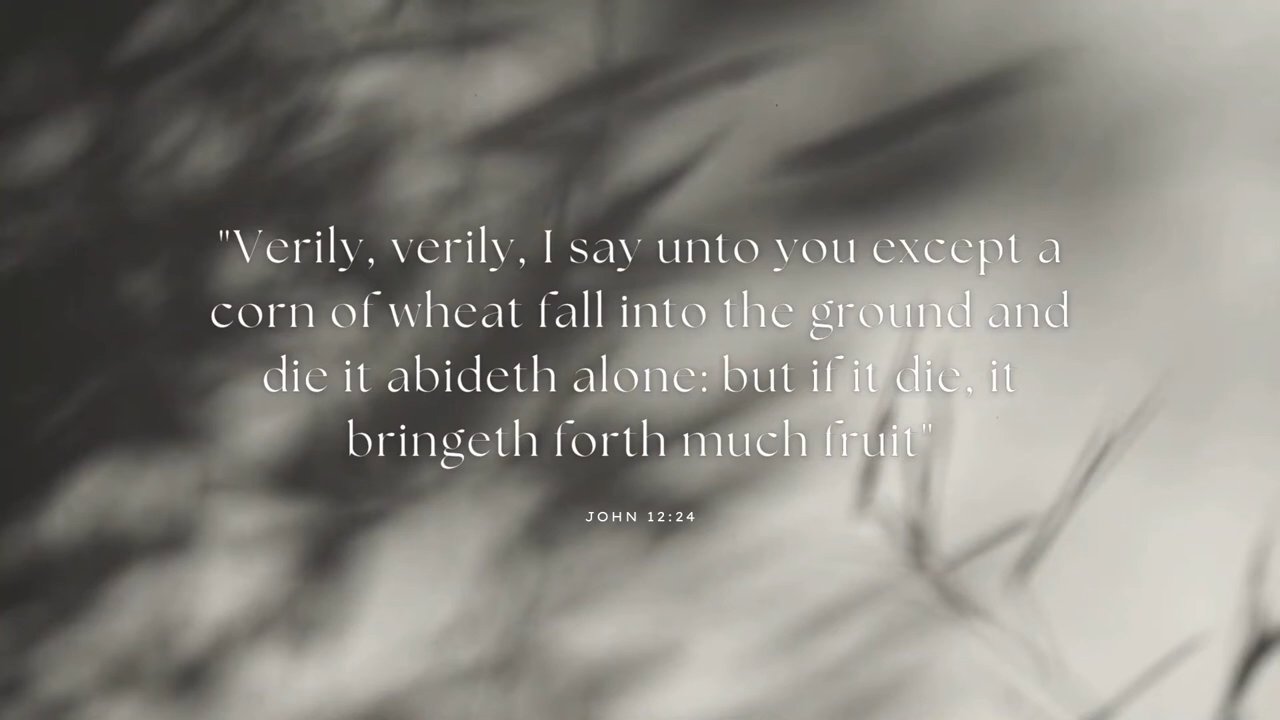 "Verily, verily, I say unto you except a
corn of wheat fall into the ground and
die it abideth alone: but if it die, it
bringeth forth much fruit"
JOHN 12:24